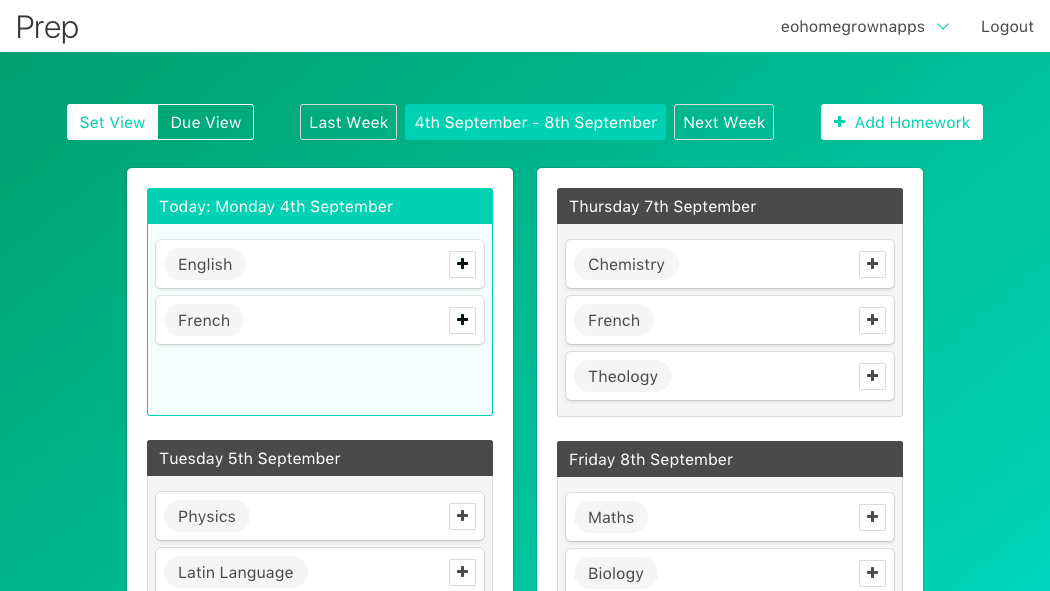 Prep
eohomegrownapps
Logout
Set View
Due View
Last Week
4th September - 8th September
Next Week
Add Homework
Today: Monday 4th September
English
French
Tuesday 5th September
Physics
Latin Language
Thursday 7th September
Chemistry
French
Theology
Friday 8th September
Maths
Biology